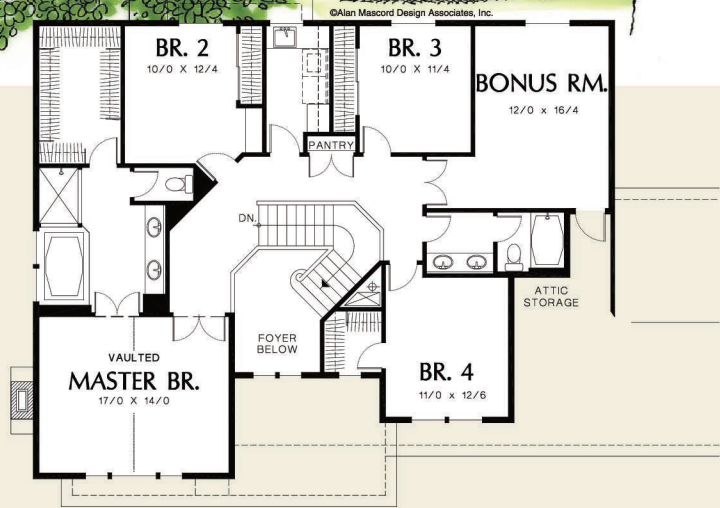 ©Alan Mascord Design Associates, Inc.
BR. 2
10/0 X 12/4
BR. 3
10/0 X 11/4
BONUS RM.
12/0 x 16/4
PANTRY
DN.
ATTIC
STORAGE
FOYER
BELOW
VAULTED
MASTER BR.
17/0 X 14/0
BR. 4
11/0 x 12/6